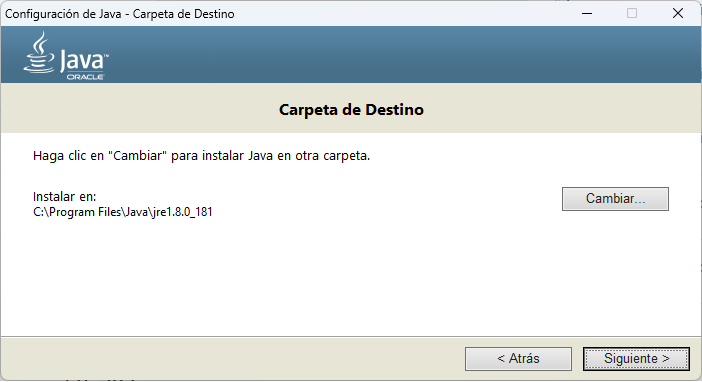 Configuración de Java - Carpeta de Destino
Java™
ORACLE
Carpeta de Destino
Haga clic en "Cambiar" para instalar Java en otra carpeta.
Instalar en:
C:\Program Files\Java\jre1.8.0_181
Cambiar...
< Atrás
Siguiente >